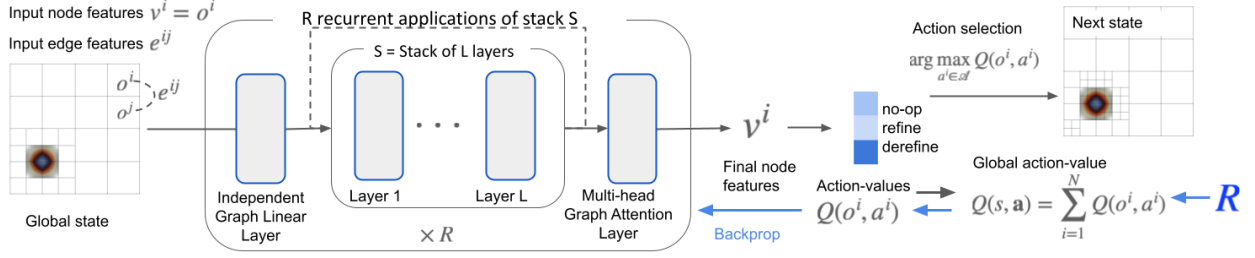 Input node features v^i = o^i
Input edge features e^{ij}
o^i
e^{ij}
o^j
Global state
R recurrent applications of stack S
S = Stack of L layers
. . .
Layer 1
Layer L
Independent
Graph Linear
Layer
Multi-head
Graph Attention
Layer
× R
v^i
Final node
features
Backprop
no-op
refine
derefine
Action selection
arg max Q(o^i, a^i)
a^i∈𝒜
Next state
Action-values
Q(o^i, a^i)
Global action-value
Q(s, a) = ∑_{i=1}^{N} Q(o^i, a^i)
R